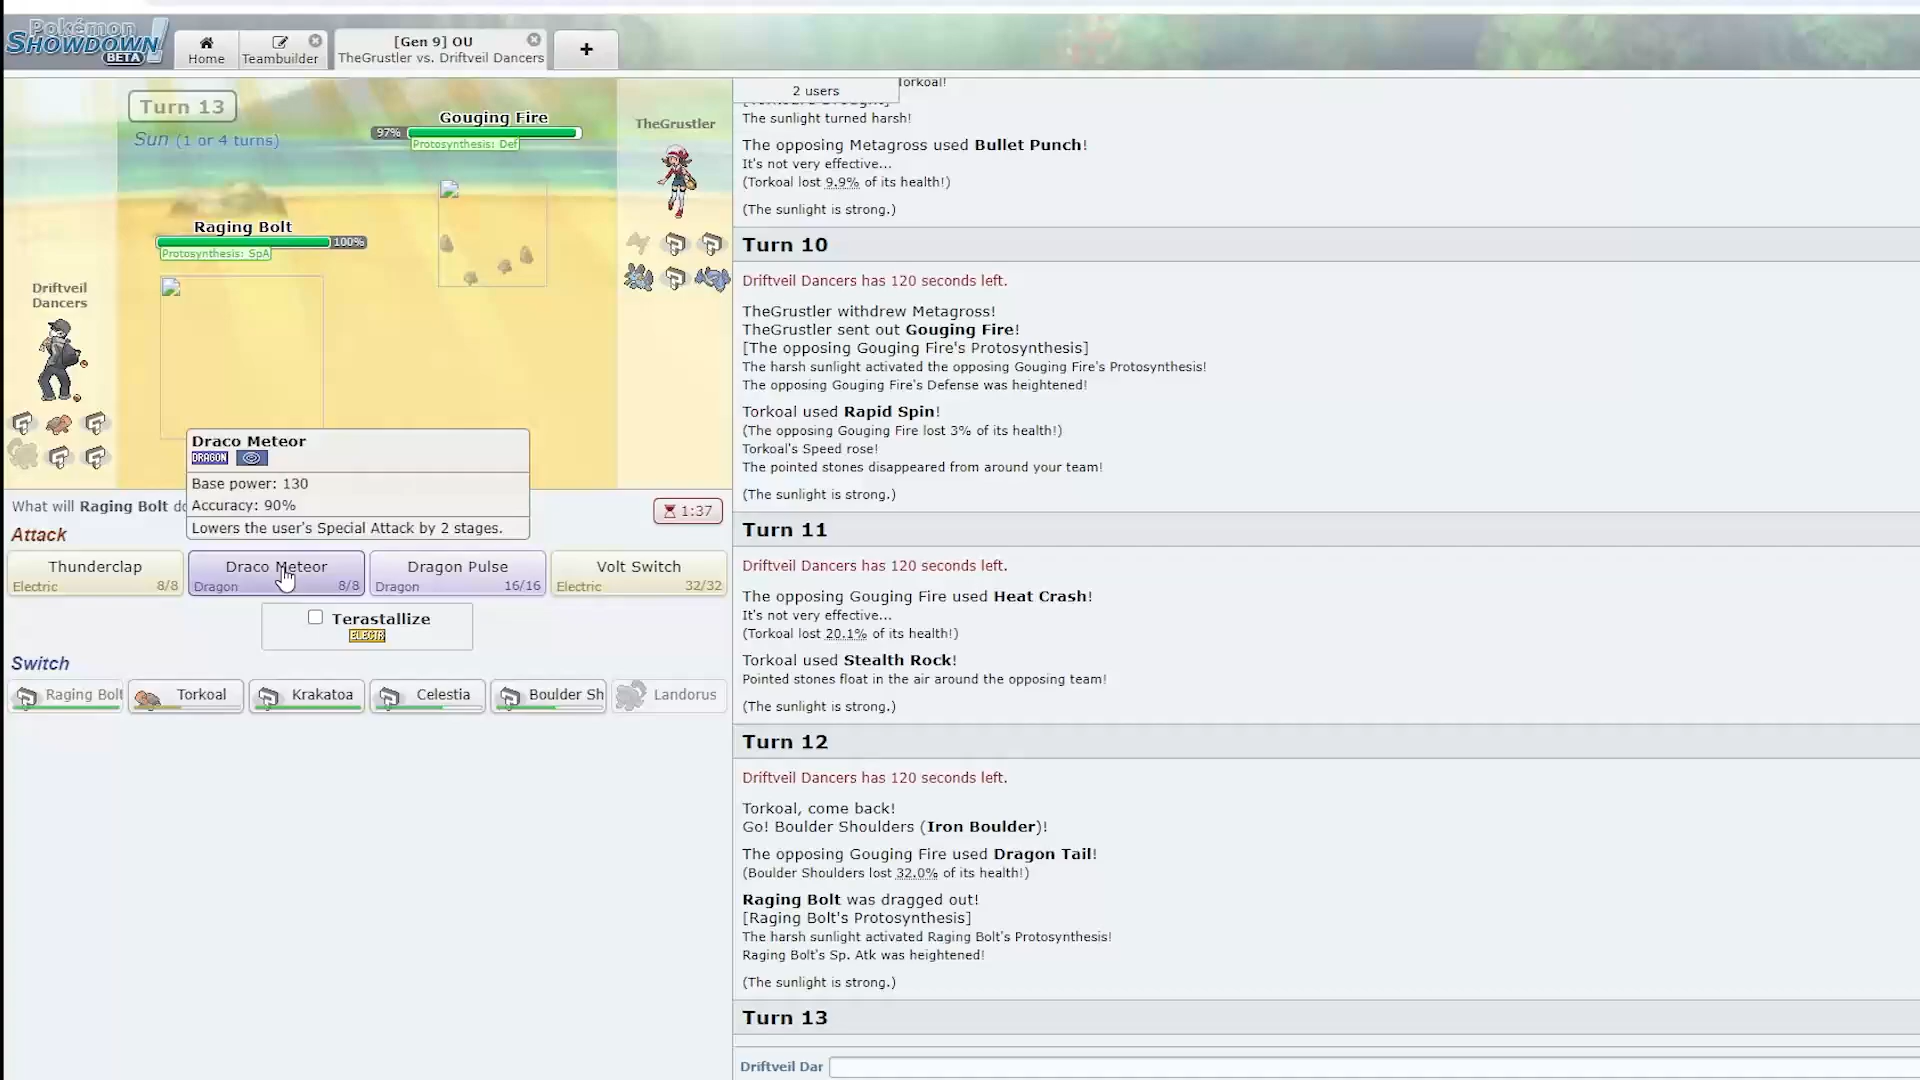 Pokémon
SHOWDOWN!
BETA
Home
Teambuilder
[Gen 9] OU
TheGrustler vs. Driftveil Dancers
+
Turn 13
Sun (1 or 4 turns)
Gouging Fire
97%
Protosynthesis: Def
TheGrustler
Raging Bolt
100%
Protosynthesis: SpA
Driftveil
Dancers
Draco Meteor
DRAGON
Base power: 130
Accuracy: 90%
Lowers the user's Special Attack by 2 stages.
What will Raging Bolt do
1:37
Attack
Thunderclap
Electric 8/8
Draco Meteor
Dragon 8/8
Dragon Pulse
Dragon 16/16
Volt Switch
Electric 32/32
Terastallize
ELECTR
Switch
Raging Bolt
Torkoal
Krakatoa
Celestia
Boulder Sh
Landorus
2 users
Torkoal!
The sunlight turned harsh!
The opposing Metagross used Bullet Punch!
It's not very effective...
(Torkoal lost 9.9% of its health!)
(The sunlight is strong.)
Turn 10
Driftveil Dancers has 120 seconds left.
TheGrustler withdrew Metagross!
TheGrustler sent out Gouging Fire!
[The opposing Gouging Fire's Protosynthesis]
The harsh sunlight activated the opposing Gouging Fire's Protosynthesis!
The opposing Gouging Fire's Defense was heightened!
Torkoal used Rapid Spin!
(The opposing Gouging Fire lost 3% of its health!)
Torkoal's Speed rose!
The pointed stones disappeared from around your team!
(The sunlight is strong.)
Turn 11
Driftveil Dancers has 120 seconds left.
The opposing Gouging Fire used Heat Crash!
It's not very effective...
(Torkoal lost 20.1% of its health!)
Torkoal used Stealth Rock!
Pointed stones float in the air around the opposing team!
(The sunlight is strong.)
Turn 12
Driftveil Dancers has 120 seconds left.
Torkoal, come back!
Go! Boulder Shoulders (Iron Boulder)!
The opposing Gouging Fire used Dragon Tail!
(Boulder Shoulders lost 32.0% of its health!)
Raging Bolt was dragged out!
[Raging Bolt's Protosynthesis]
The harsh sunlight activated Raging Bolt's Protosynthesis!
Raging Bolt's Sp. Atk was heightened!
(The sunlight is strong.)
Turn 13
Driftveil Dar